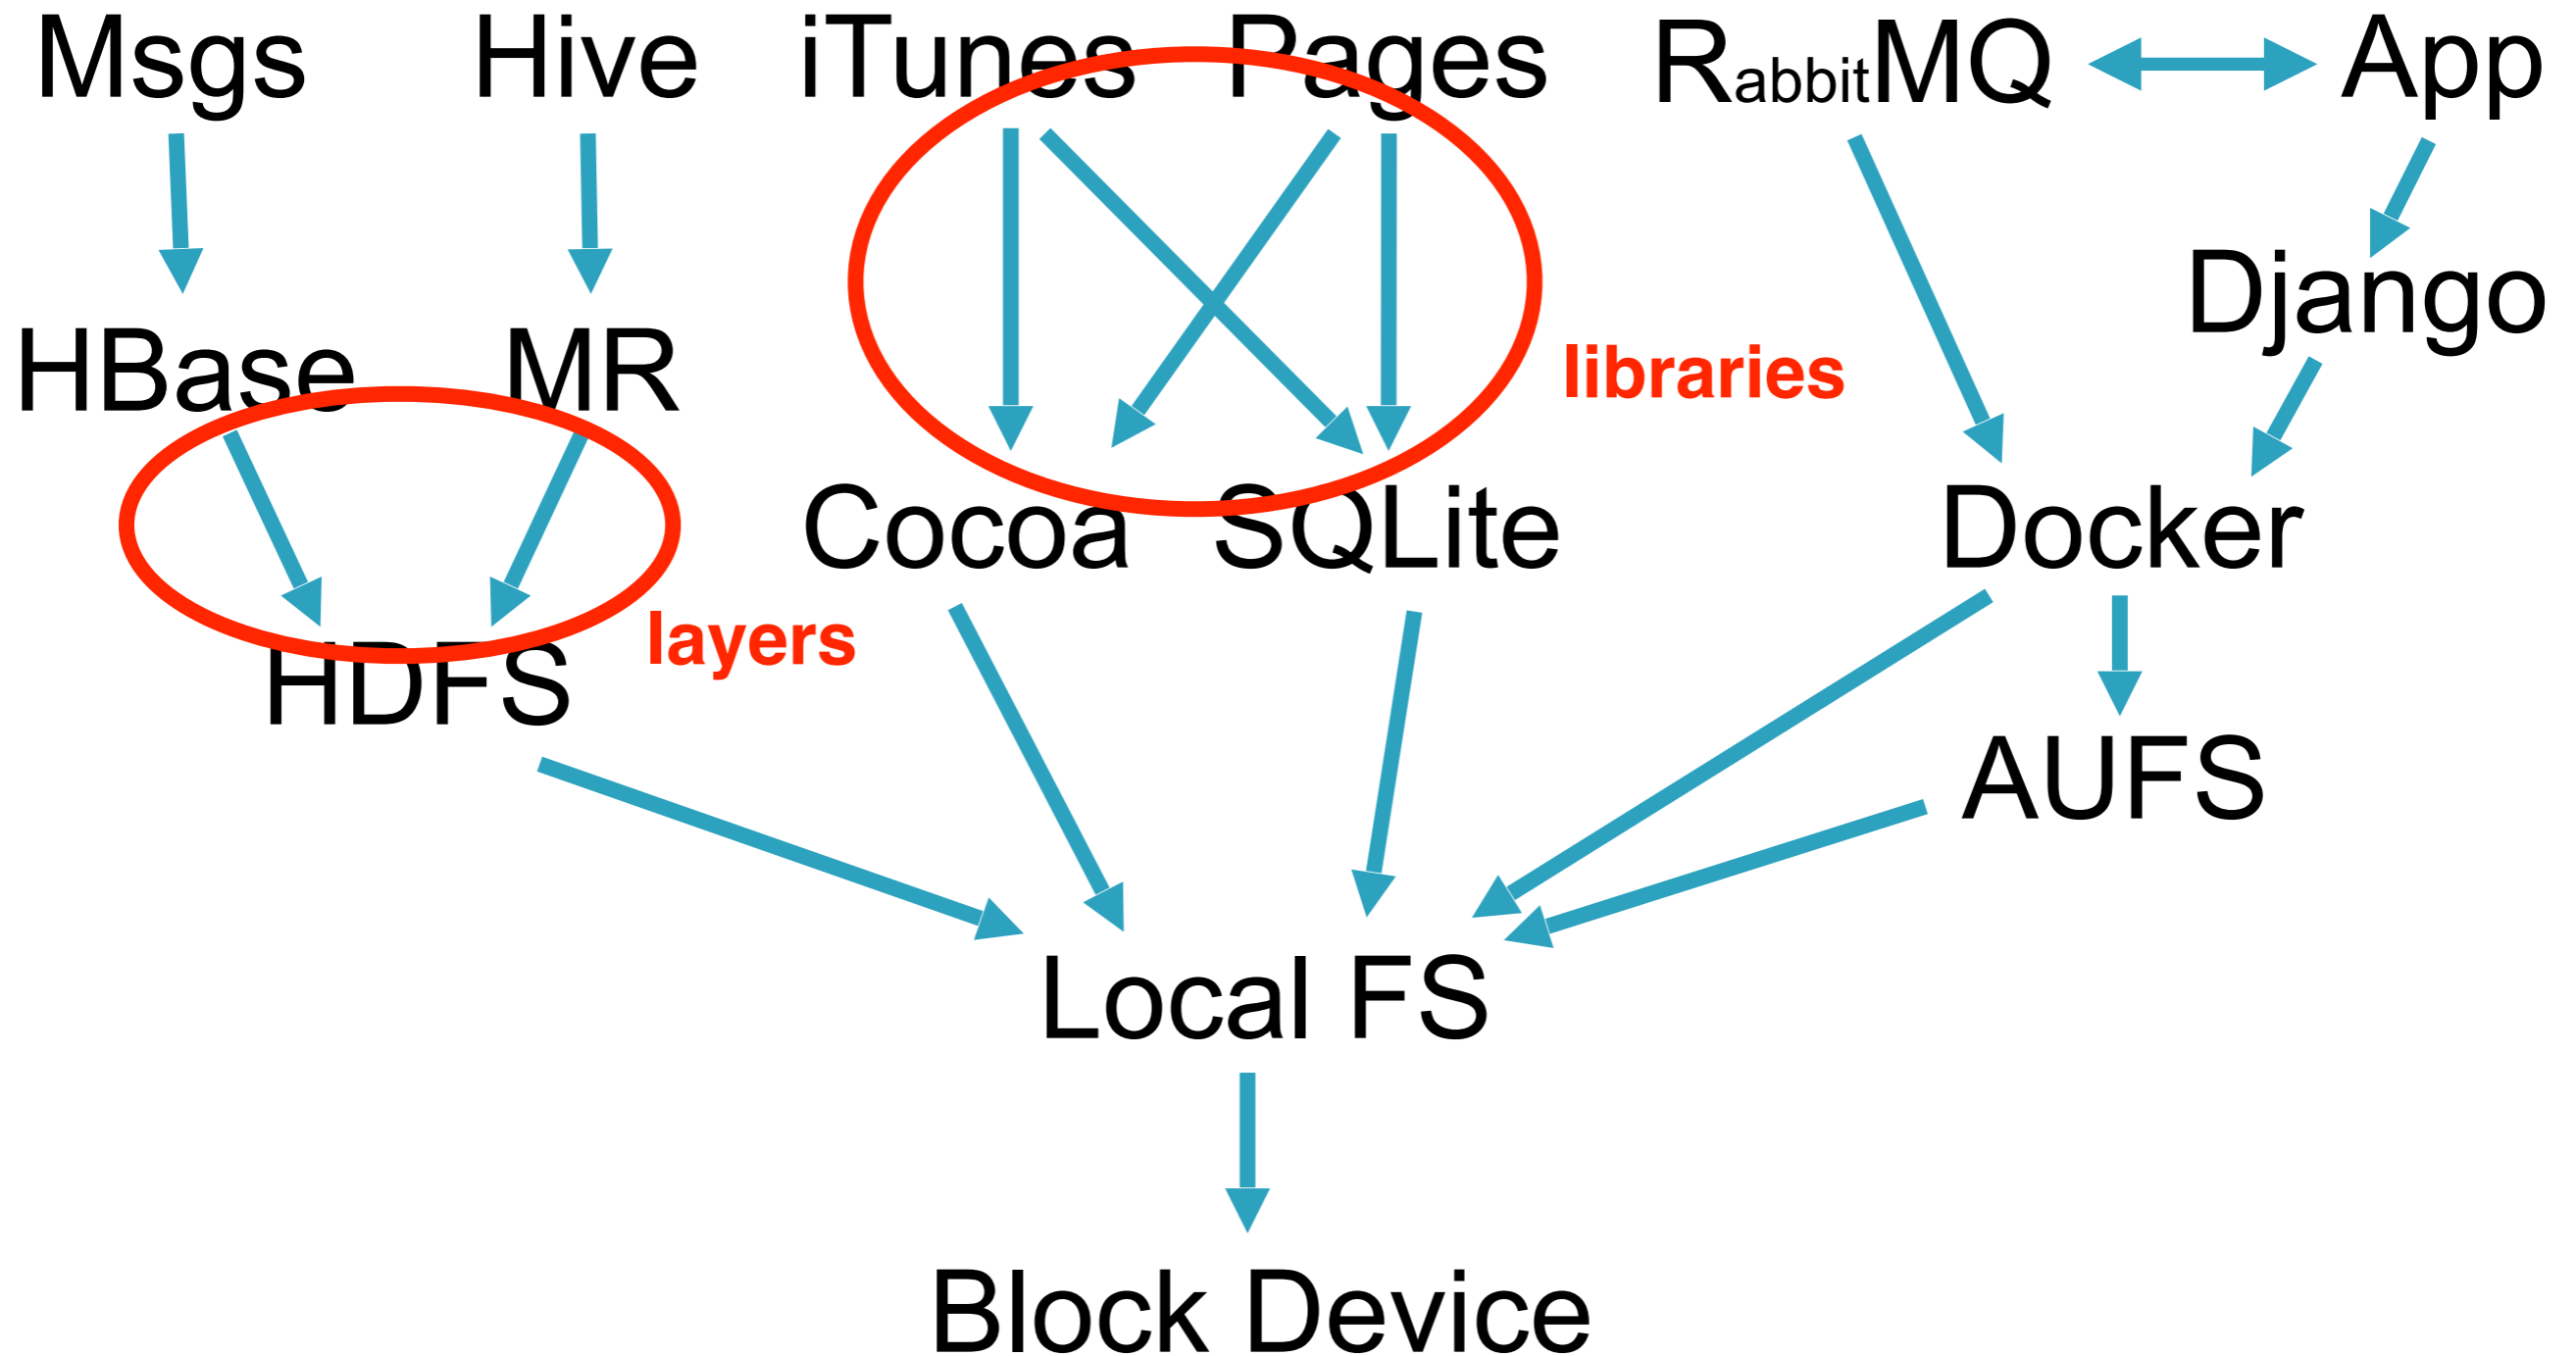 Msgs Hive iTunes Pages RabbitMQ App
Django
HBase MR libraries
Cocoa SQLite Docker
HDFS layers
AUFS
Local FS
Block Device